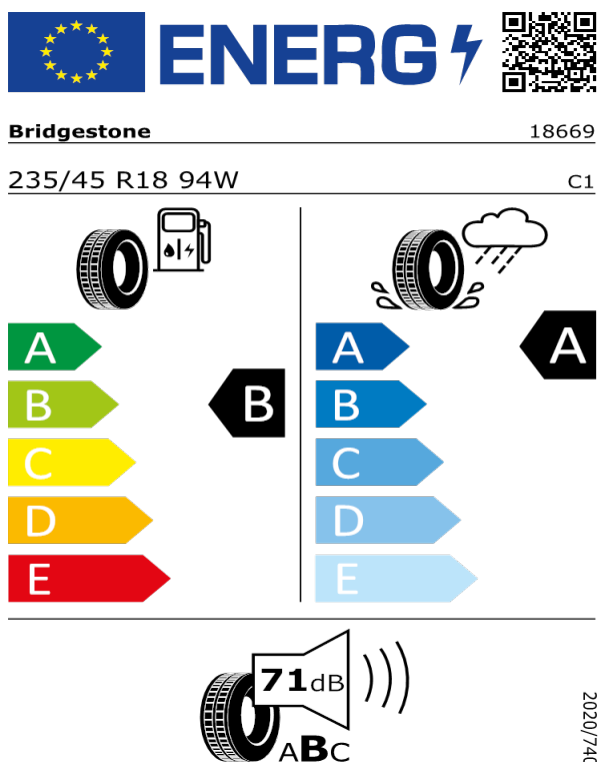 ENERG
Bridgestone 18669
235/45 R18 94W C1
A A A
B B B
C C
D D
E E
71dB
ABC
2020/740